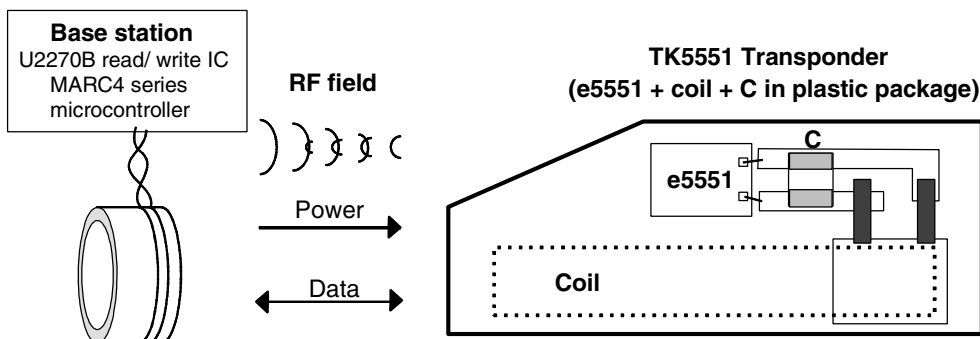 Base station
U2270B read/ write IC
MARC4 series
microcontroller
RF field
Power
Data
TK5551 Transponder
(e5551 + coil + C in plastic package)
C
e5551
Coil